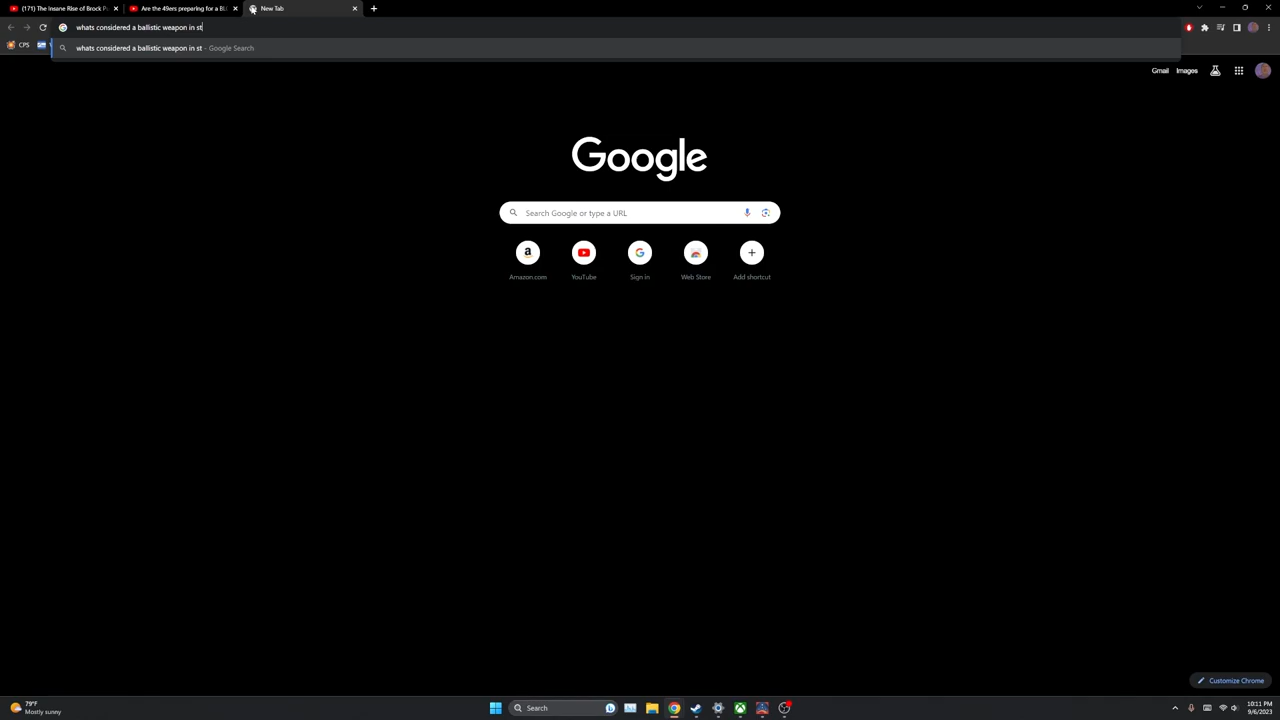 (171) The Insane Rise of Brock P
Are the 49ers preparing for a BL
New Tab
whats considered a ballistic weapon in st
CPS
whats considered a ballistic weapon in st - Google Search
Gmail
Images
Google
Search Google or type a URL
Amazon.com
YouTube
Sign in
Web Store
Add shortcut
Customize Chrome
79°F
Mostly sunny
Search
10:11 PM
9/6/2023